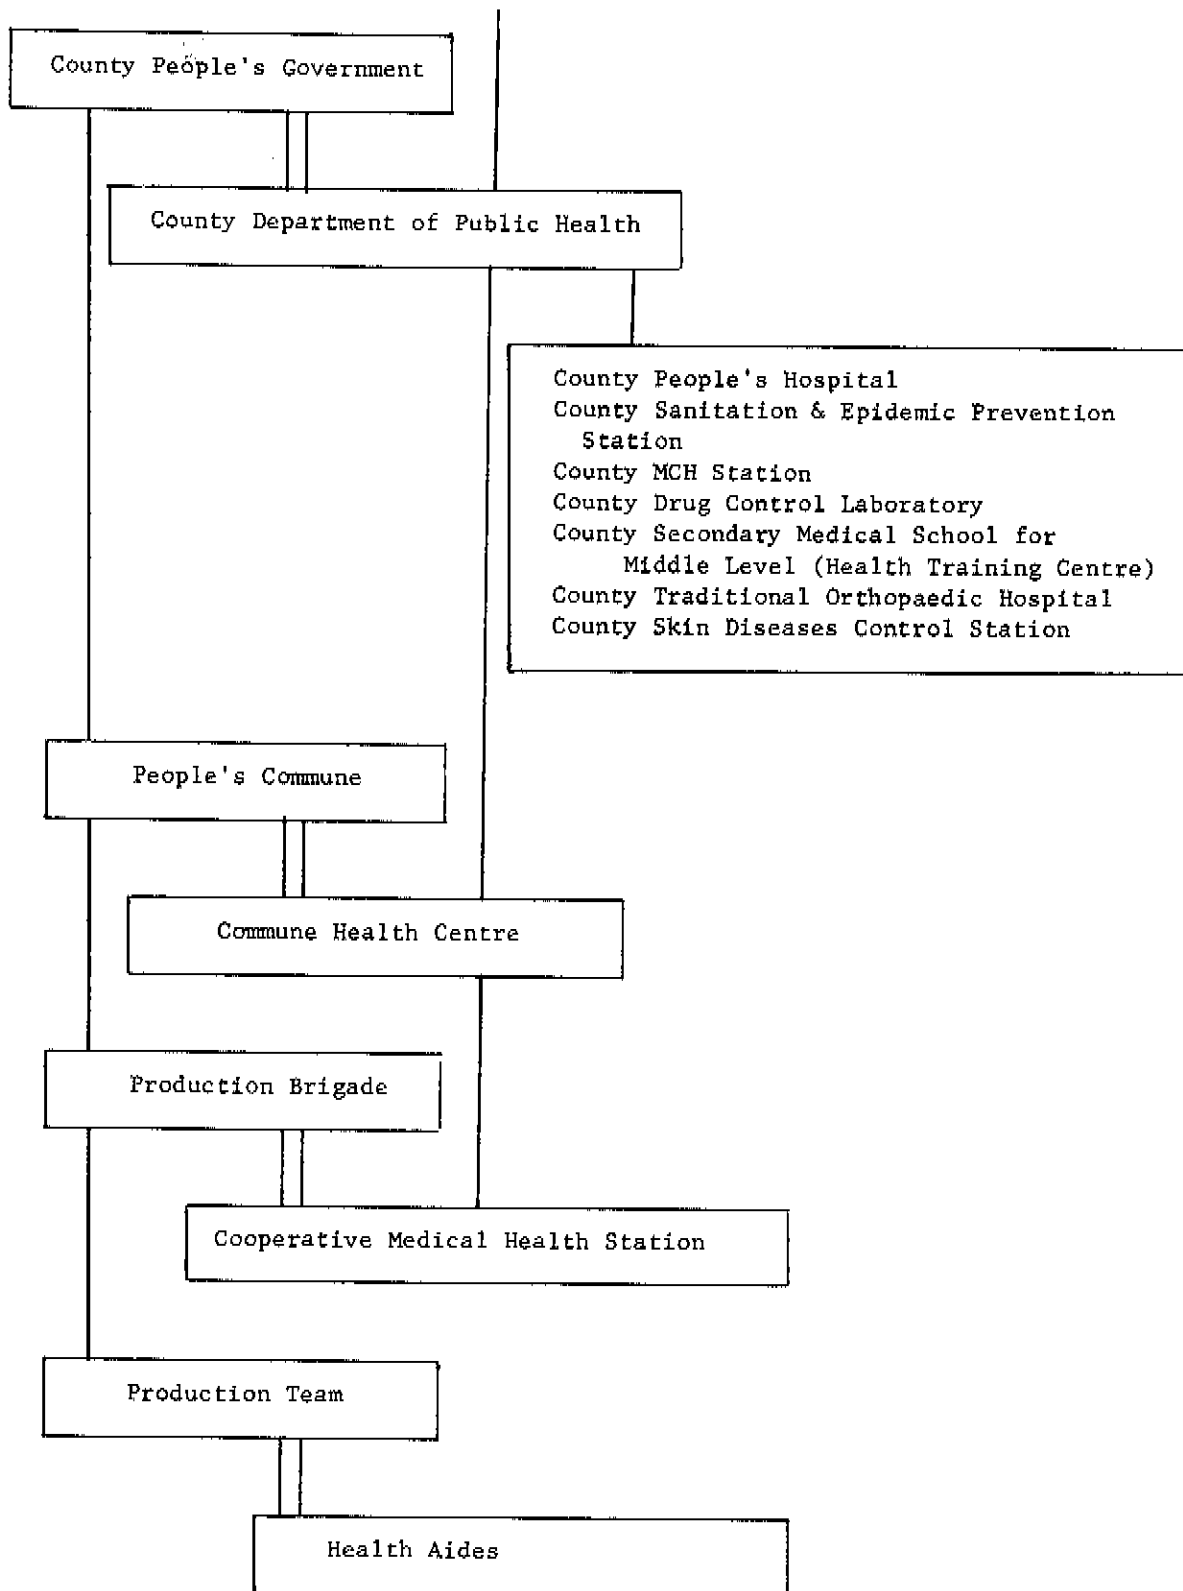 County People's Government
County Department of Public Health
County People's Hospital
County Sanitation & Epidemic Prevention
Station
County MCH Station
County Drug Control Laboratory
County Secondary Medical School for
Middle Level (Health Training Centre)
County Traditional Orthopaedic Hospital
County Skin Diseases Control Station
People's Commune
Commune Health Centre
Production Brigade
Cooperative Medical Health Station
Production Team
Health Aides